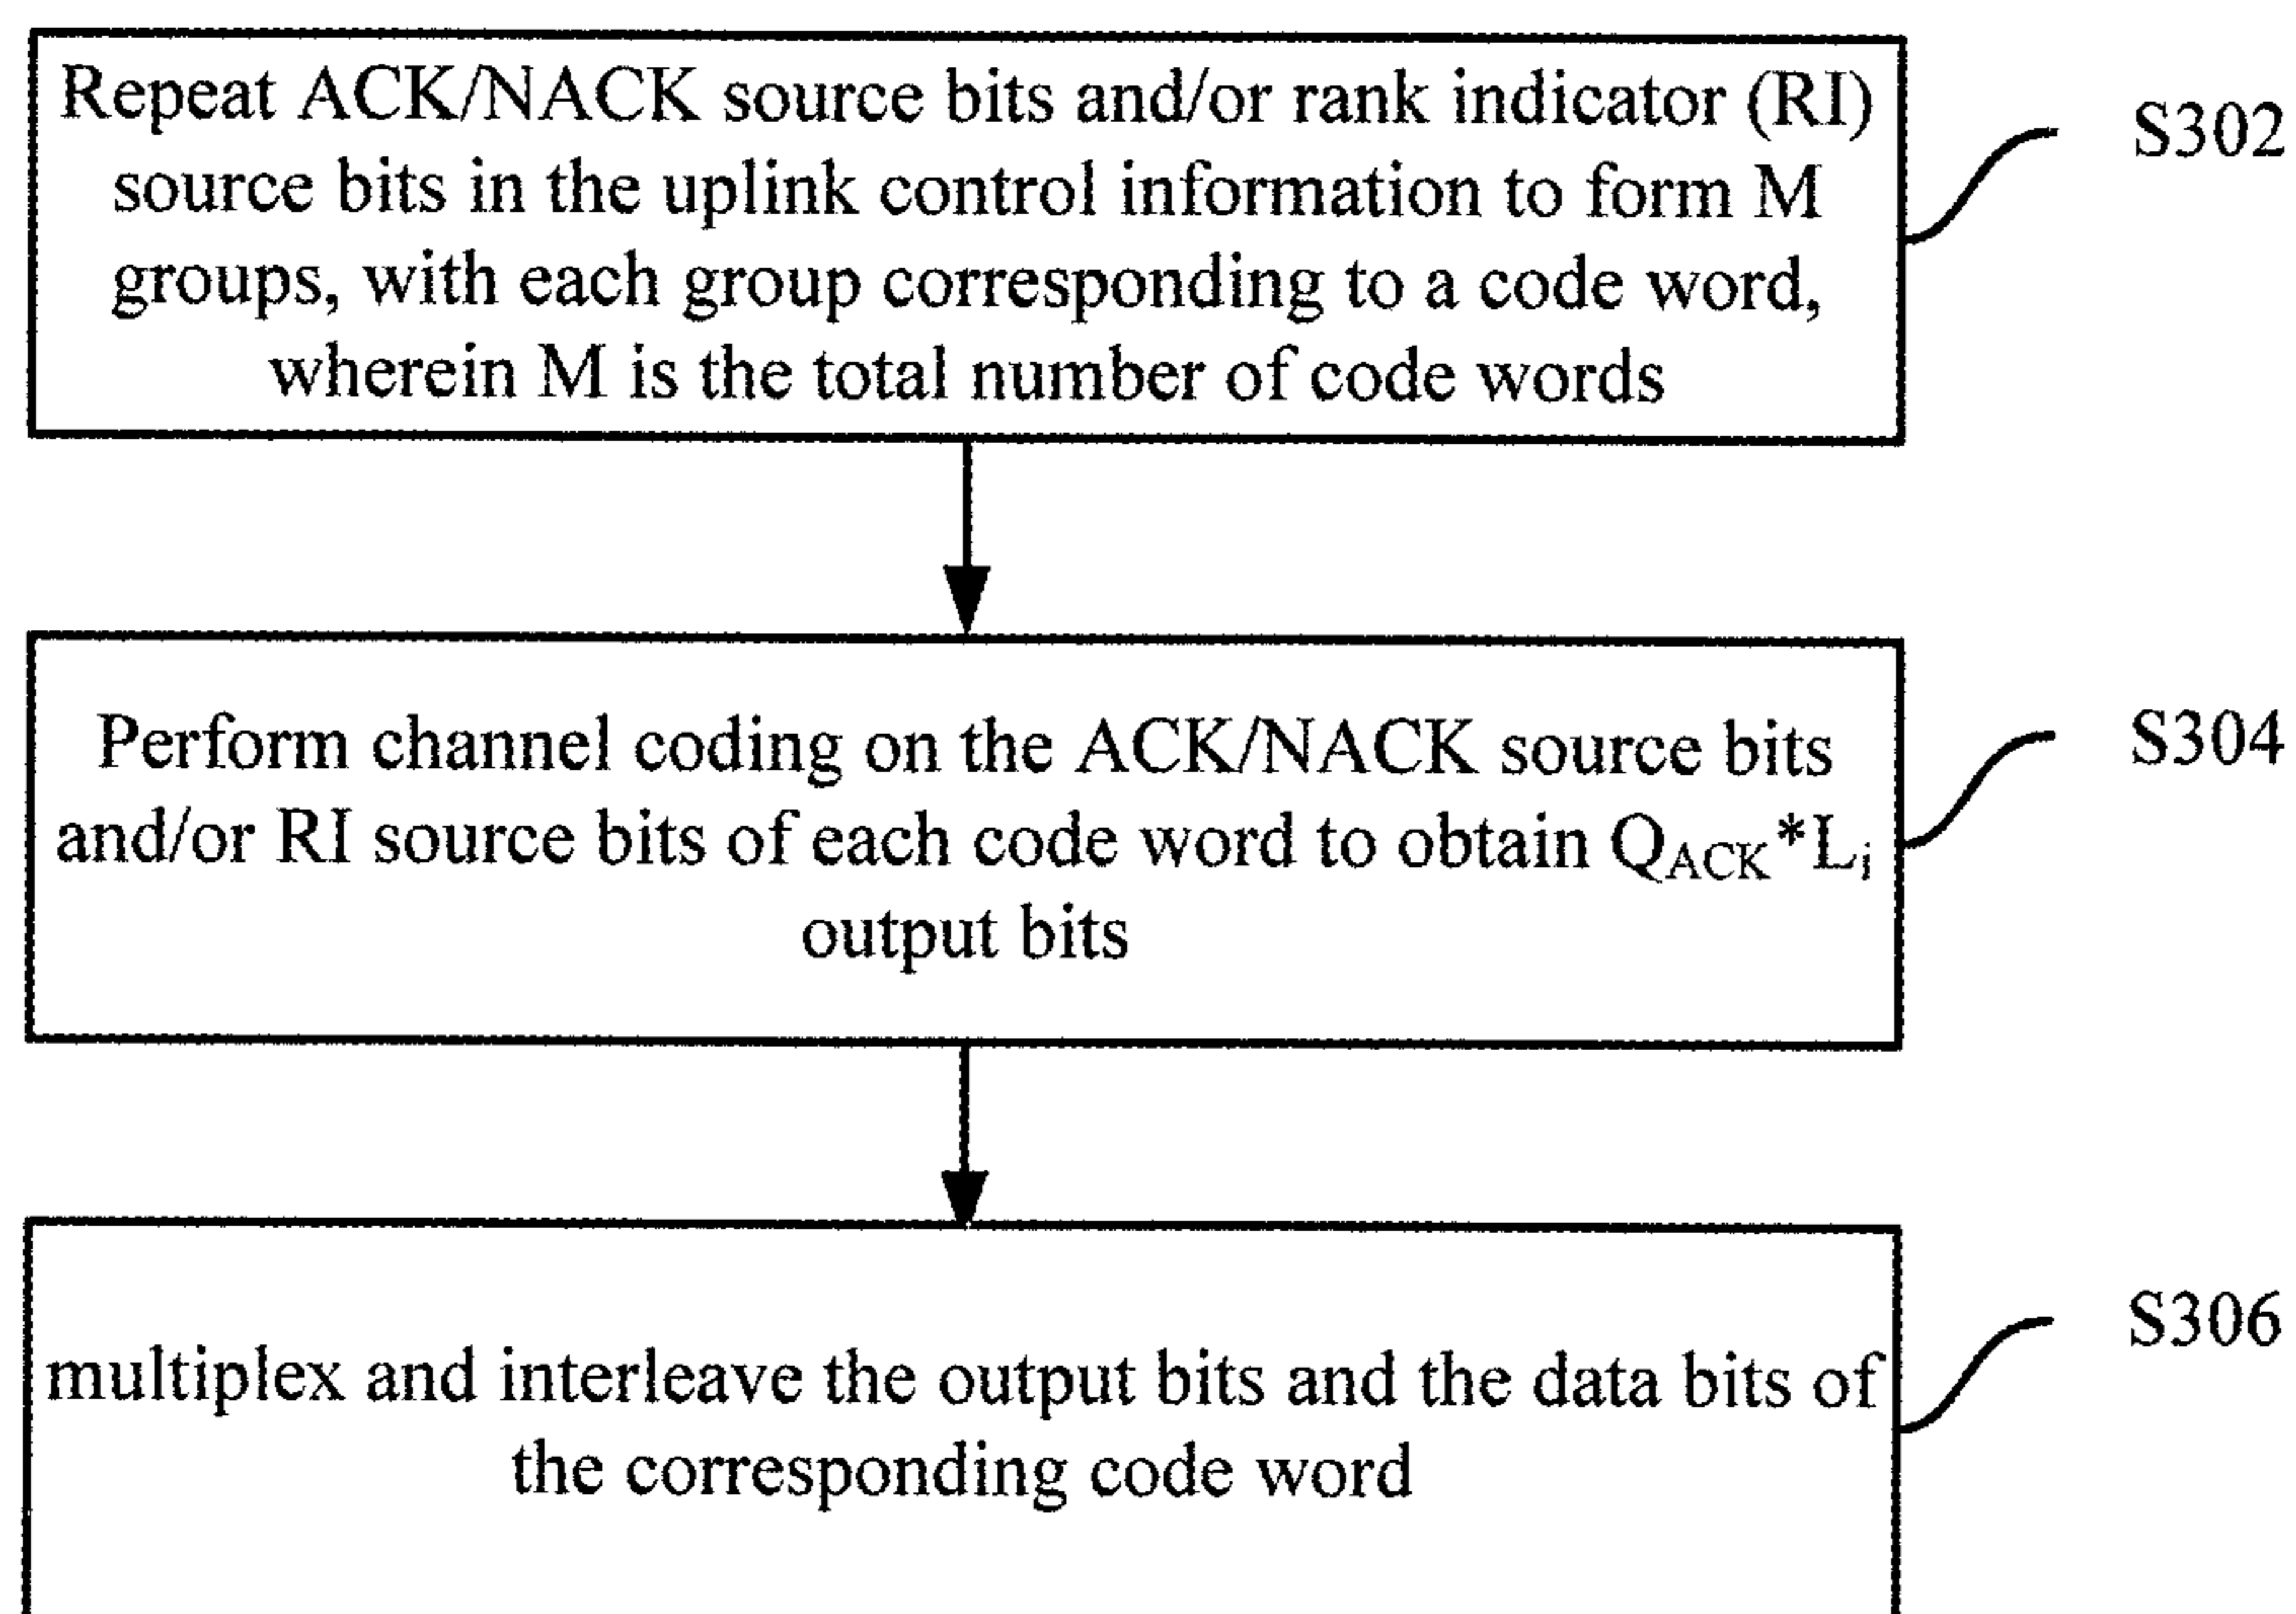 Repeat ACK/NACK source bits and/or rank indicator (RI)
source bits in the uplink control information to form M
groups, with each group corresponding to a code word,
wherein M is the total number of code words
S302
Perform channel coding on the ACK/NACK source bits
and/or RI source bits of each code word to obtain Q_ACK*L_i
output bits
S304
multiplex and interleave the output bits and the data bits of
the corresponding code word
S306